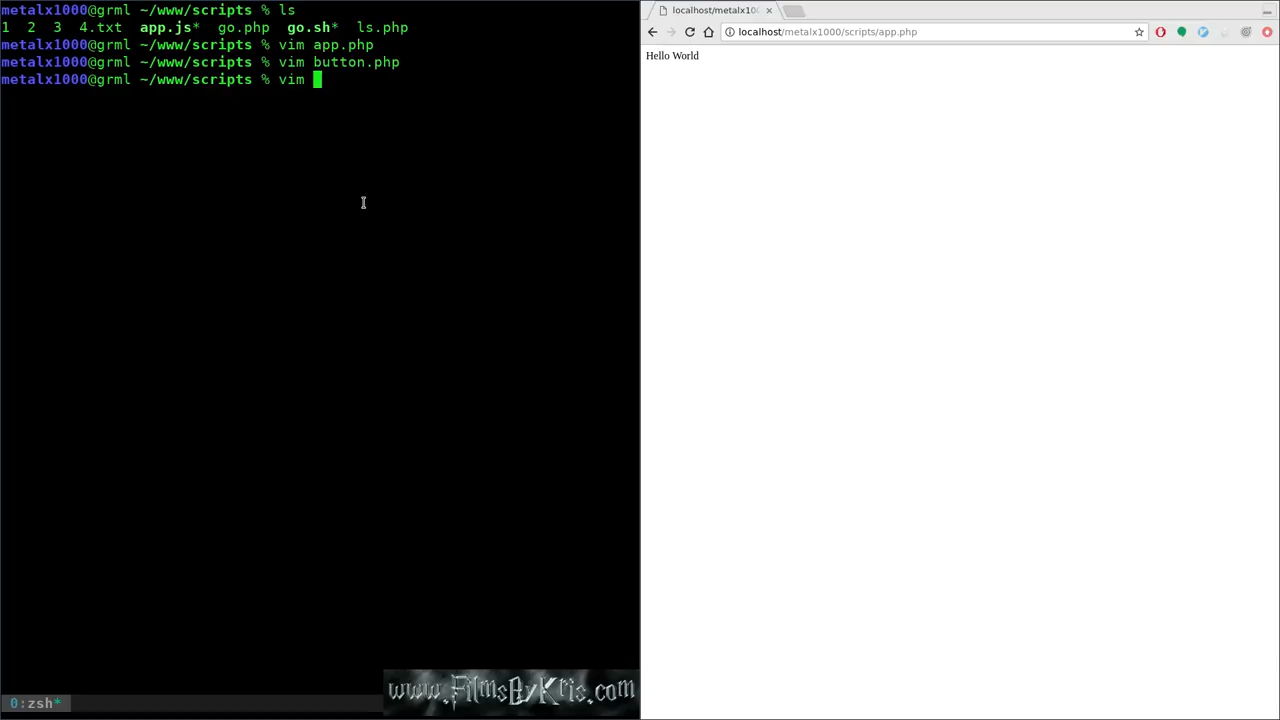 metalx1000@grml ~/www/scripts % ls
1 2 3 4.txt app.js* go.php go.sh* ls.php
metalx1000@grml ~/www/scripts % vim app.php
metalx1000@grml ~/www/scripts % vim button.php
metalx1000@grml ~/www/scripts % vim
0:zsh*
www.FilmsByKris.com
localhost/metalx100
localhost/metalx1000/scripts/app.php
Hello World